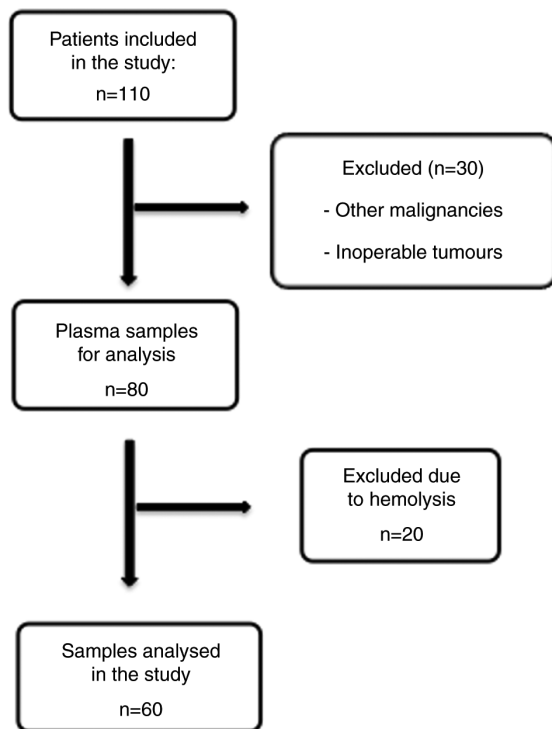 Patients included
in the study:
n=110
Excluded (n=30)
- Other malignancies
- Inoperable tumours
Plasma samples
for analysis
n=80
Excluded due
to hemolysis
n=20
Samples analysed
in the study
n=60